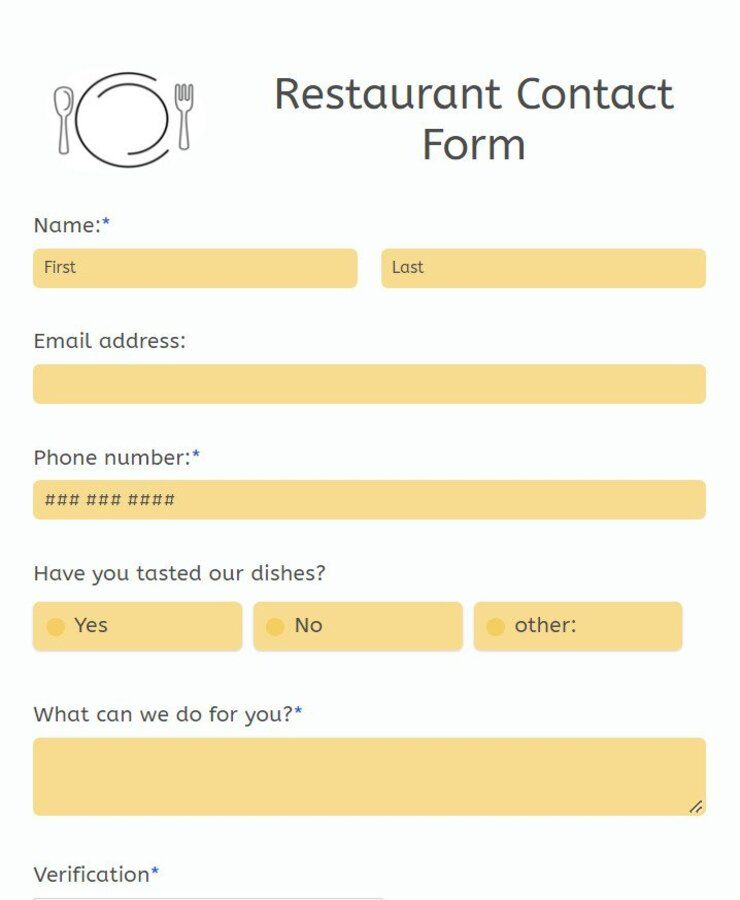 Restaurant Contact
Form
Name:*
First Last
Email address:
Phone number:*
### ### ####
Have you tasted our dishes?
Yes No other:
What can we do for you?*
Verification*